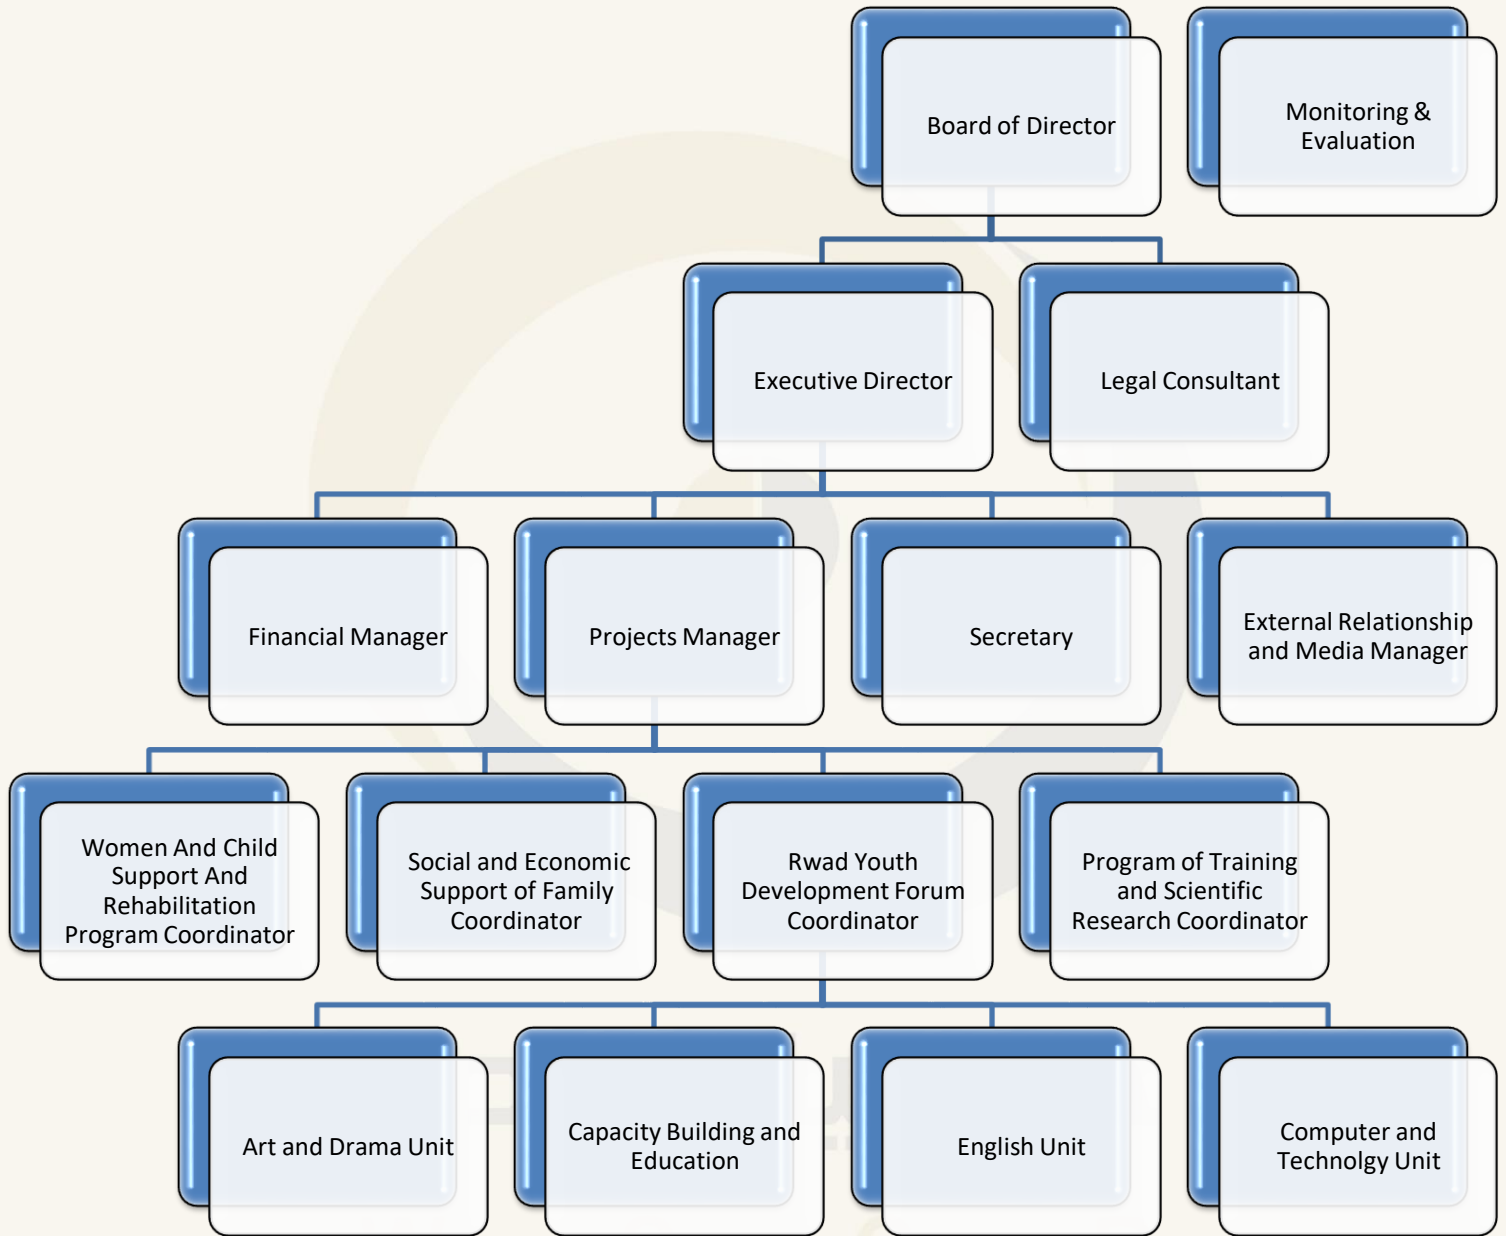 Board of Director
Monitoring &
Evaluation
Executive Director
Legal Consultant
Financial Manager
Projects Manager
Secretary
External Relationship
and Media Manager
Women And Child
Support And
Rehabilitation
Program Coordinator
Social and Economic
Support of Family
Coordinator
Rwad Youth
Development Forum
Coordinator
Program of Training
and Scientific
Research Coordinator
Art and Drama Unit
Capacity Building and
Education
English Unit
Computer and
Technolgy Unit